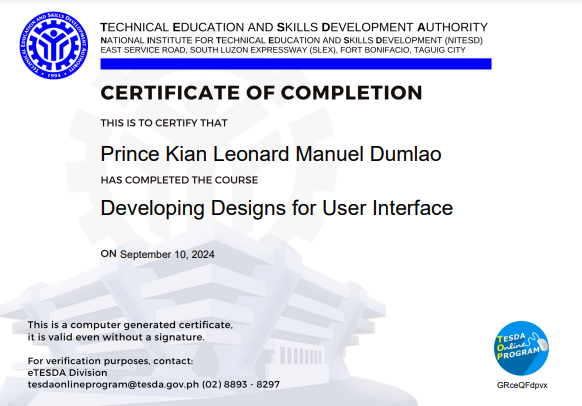 TECHNICAL EDUCATION AND SKILLS DEVELOPMENT AUTHORITY
NATIONAL INSTITUTE FOR TECHNICAL EDUCATION AND SKILLS DEVELOPMENT (NITESD)
EAST SERVICE ROAD, SOUTH LUZON EXPRESSWAY (SLEX), FORT BONIFACIO, TAGUIG CITY
TECHNICAL EDUCATION AND SKILLS DEVELOPMENT AUTHORITY
• 1994 •
CERTIFICATE OF COMPLETION
THIS IS TO CERTIFY THAT
Prince Kian Leonard Manuel Dumlao
HAS COMPLETED THE COURSE
Developing Designs for User Interface
ON September 10, 2024
This is a computer generated certificate,
it is valid even without a signature.
For verification purposes, contact:
eTESDA Division
tesdaonlineprogram@tesda.gov.ph (02) 8893 - 8297
TESDA
Online
PROGRAM
GRceQFdpvx